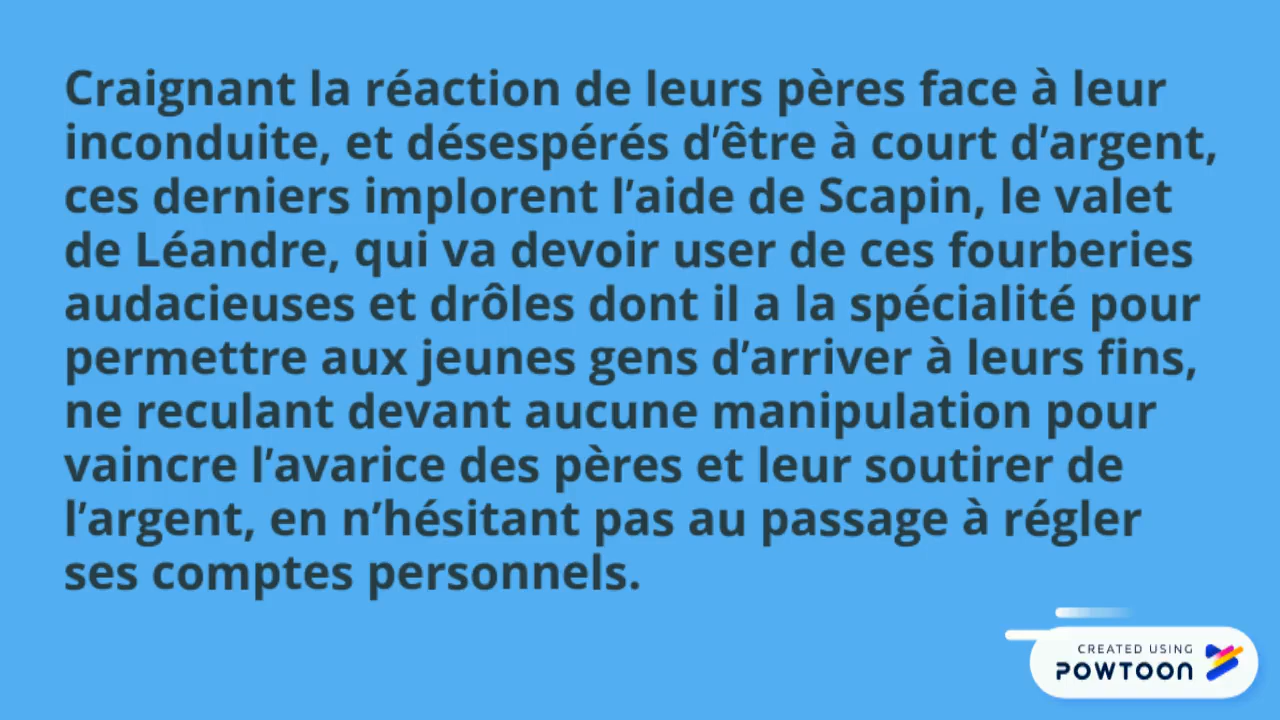 Craignant la réaction de leurs pères face à leur
inconduite, et désespérés d’être à court d’argent,
ces derniers implorent l’aide de Scapin, le valet
de Léandre, qui va devoir user de ces fourberies
audacieuses et drôles dont il a la spécialité pour
permettre aux jeunes gens d’arriver à leurs fins,
ne reculant devant aucune manipulation pour
vaincre l’avarice des pères et leur soutirer de
l’argent, en n’hésitant pas au passage à régler
ses comptes personnels.
CREATED USING
POWTOON